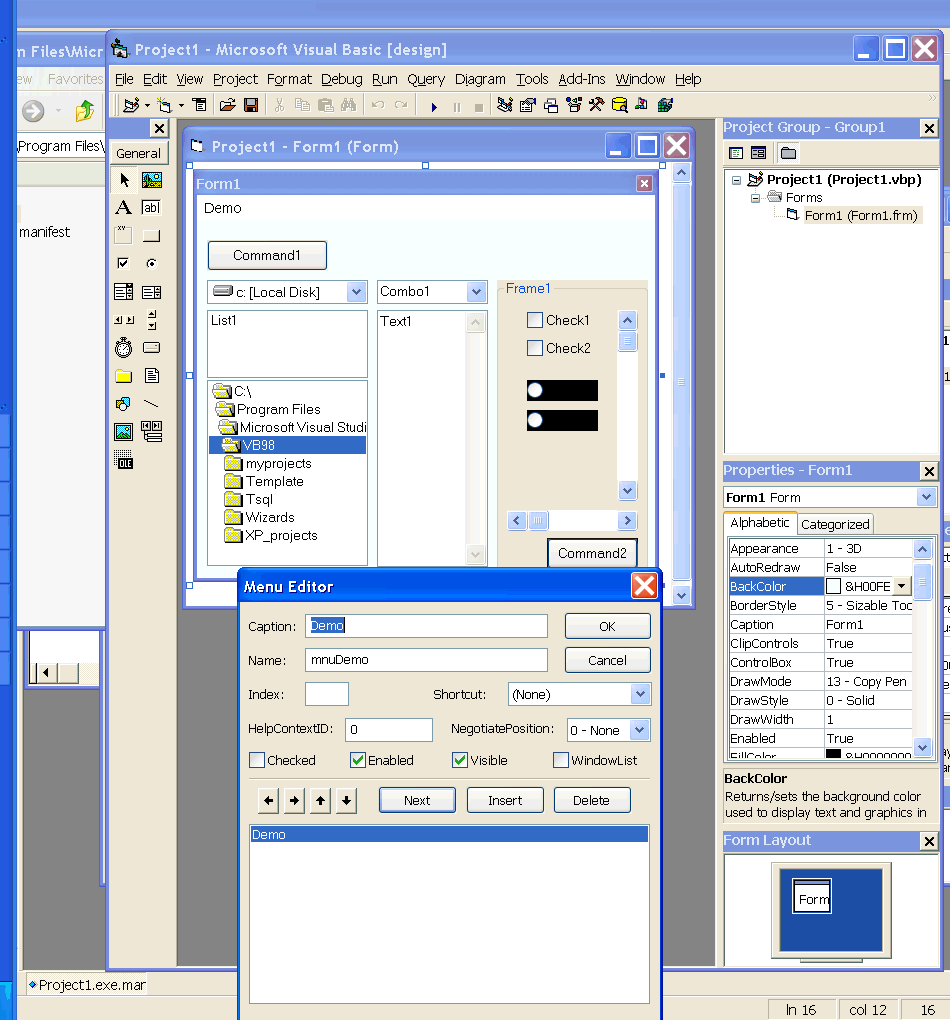 m Files\Micr
ew Favorites
\Program Files\
manifest
Project1 - Microsoft Visual Basic [design]
File Edit View Project Format Debug Run Query Diagram Tools Add-Ins Window Help
General
A
ab|
OLE
Project1 - Form1 (Form)
Form1
Demo
Command1
c: [Local Disk]
Combo1
List1
Text1
Frame1
Check1
Check2
C:\
Program Files
Microsoft Visual Studi
VB98
myprojects
Template
Tsql
Wizards
XP_projects
Command2
Menu Editor
Caption: Demo
OK
Name: mnuDemo
Cancel
Index:
Shortcut: (None)
HelpContextID: 0
NegotiatePosition: 0 - None
Checked Enabled Visible WindowList
Next Insert Delete
Demo
Project Group - Group1
Project1 (Project1.vbp)
Forms
Form1 (Form1.frm)
Properties - Form1
Form1 Form
Alphabetic Categorized
Appearance 1 - 3D
AutoRedraw False
BackColor &H00FE
BorderStyle 5 - Sizable Toc
Caption Form1
ClipControls True
ControlBox True
DrawMode 13 - Copy Pen
DrawStyle 0 - Solid
DrawWidth 1
Enabled True
FillColor &H0000000
BackColor
Returns/sets the background color
used to display text and graphics in
Form Layout
Form
Project1.exe.mar
ln 16 col 12 16